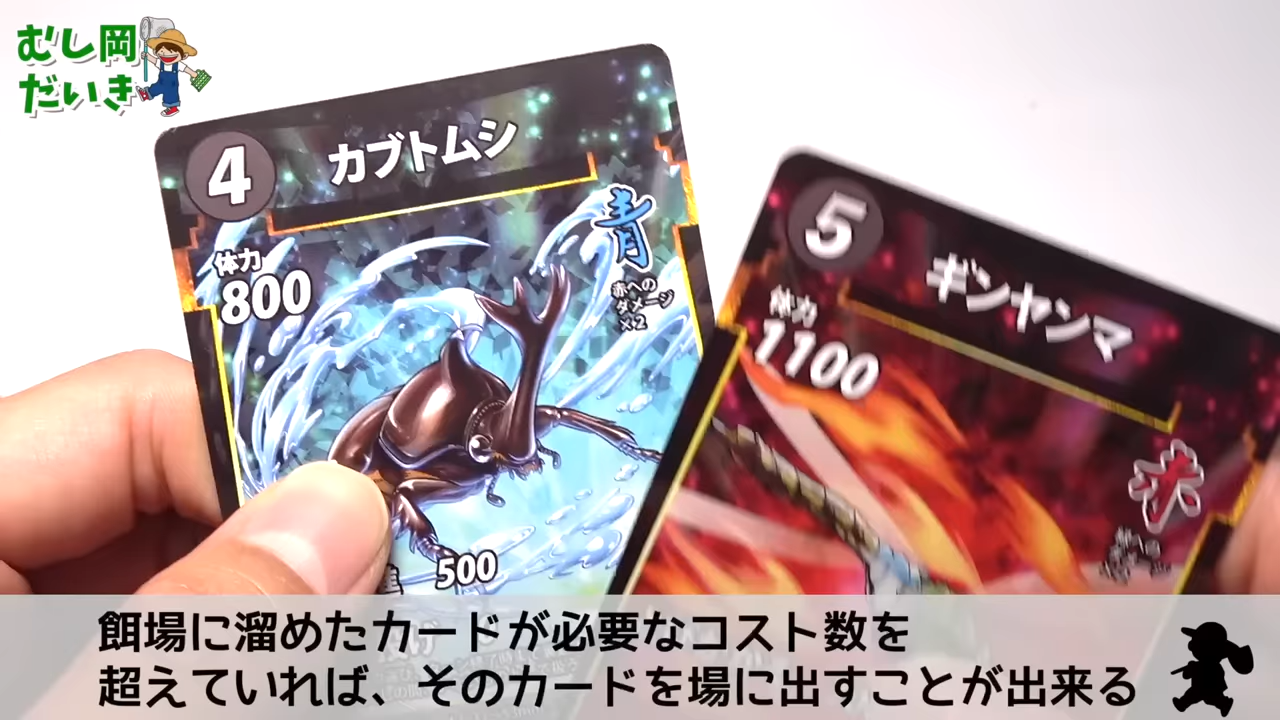 むし岡
だいき
4
カブトムシ
体力
800
青
赤への
ダメージ
×2
500
5
ギンヤンマ
体力
1100
赤
餌場に溜めたカードが必要なコスト数を
超えていれば、そのカードを場に出すことが出来る